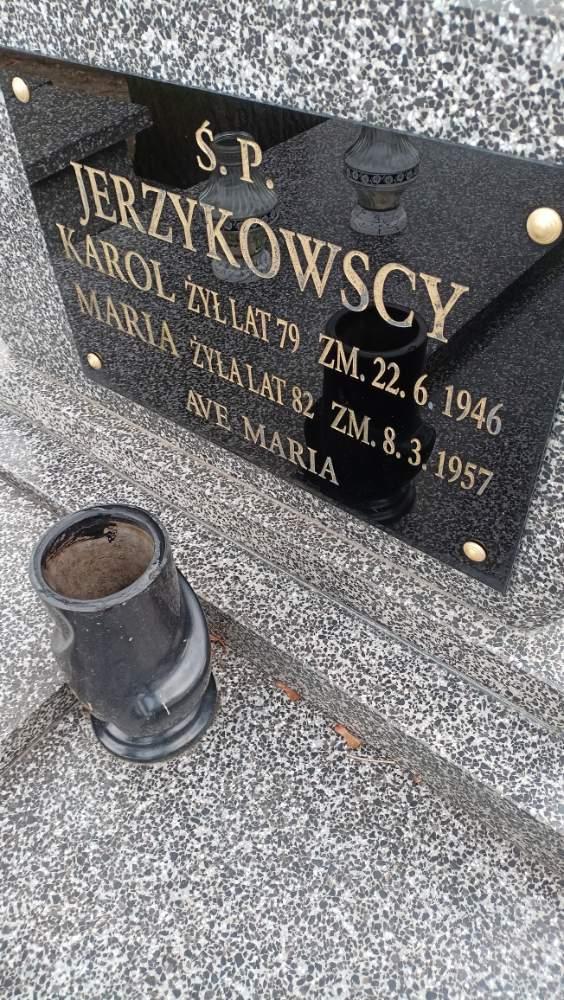 Ś. P.
JERZYKOWSCY
KAROL ŻYŁ LAT 79 ZM. 22. 6. 1946
MARIA ŻYŁA LAT 82 ZM. 8. 3. 1957
AVE MARIA